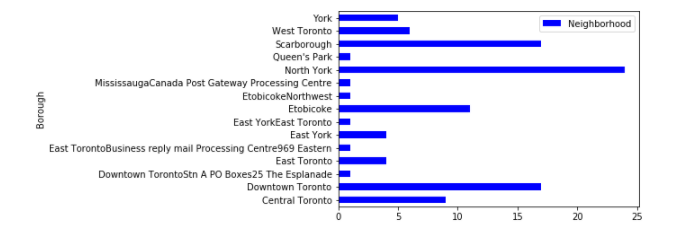 Neighborhood
York
West Toronto
Scarborough
Queen's Park
North York
MississaugaCanada Post Gateway Processing Centre
EtobicokeNorthwest
Etobicoke
East YorkEast Toronto
East York
East TorontoBusiness reply mail Processing Centre969 Eastern
East Toronto
Downtown TorontoStn A PO Boxes25 The Esplanade
Downtown Toronto
Central Toronto
Borough
0 5 10 15 20 25